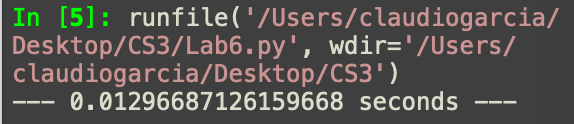 In [5]: runfile('/Users/claudiogarcia/
Desktop/CS3/Lab6.py', wdir='/Users/
claudiogarcia/Desktop/CS3')
--- 0.01296687126159668 seconds ---